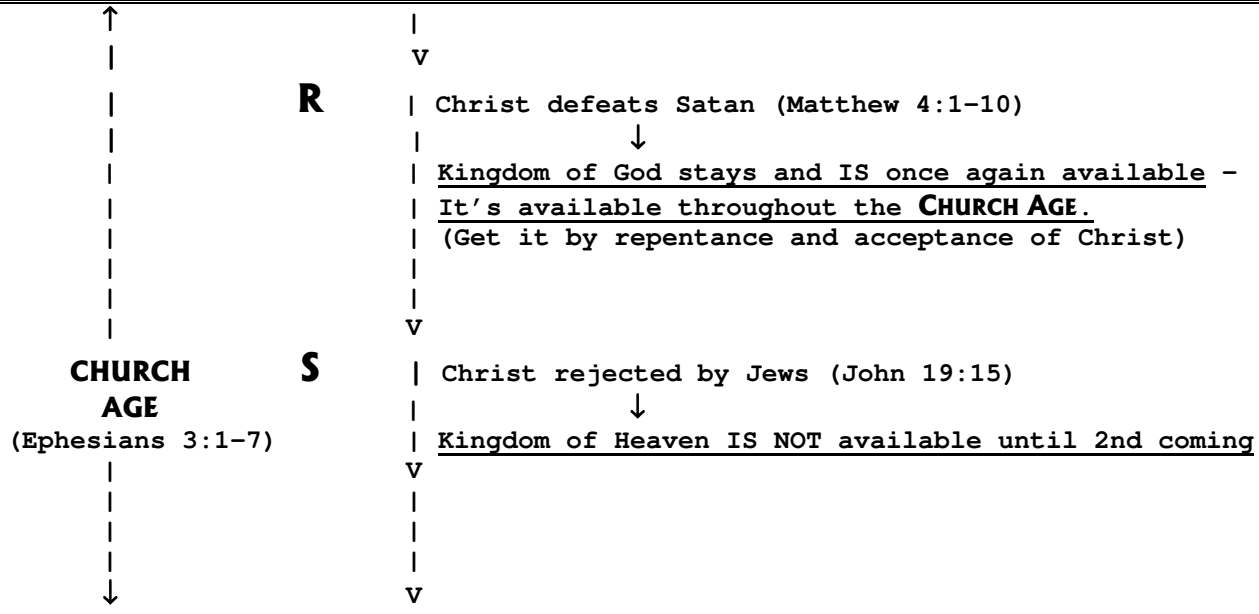 R Christ defeats Satan (Matthew 4:1-10)
↓
Kingdom of God stays and IS once again available –
It's available throughout the CHURCH AGE.
(Get it by repentance and acceptance of Christ)
CHURCH S Christ rejected by Jews (John 19:15)
AGE ↓
(Ephesians 3:1-7) Kingdom of Heaven IS NOT available until 2nd coming